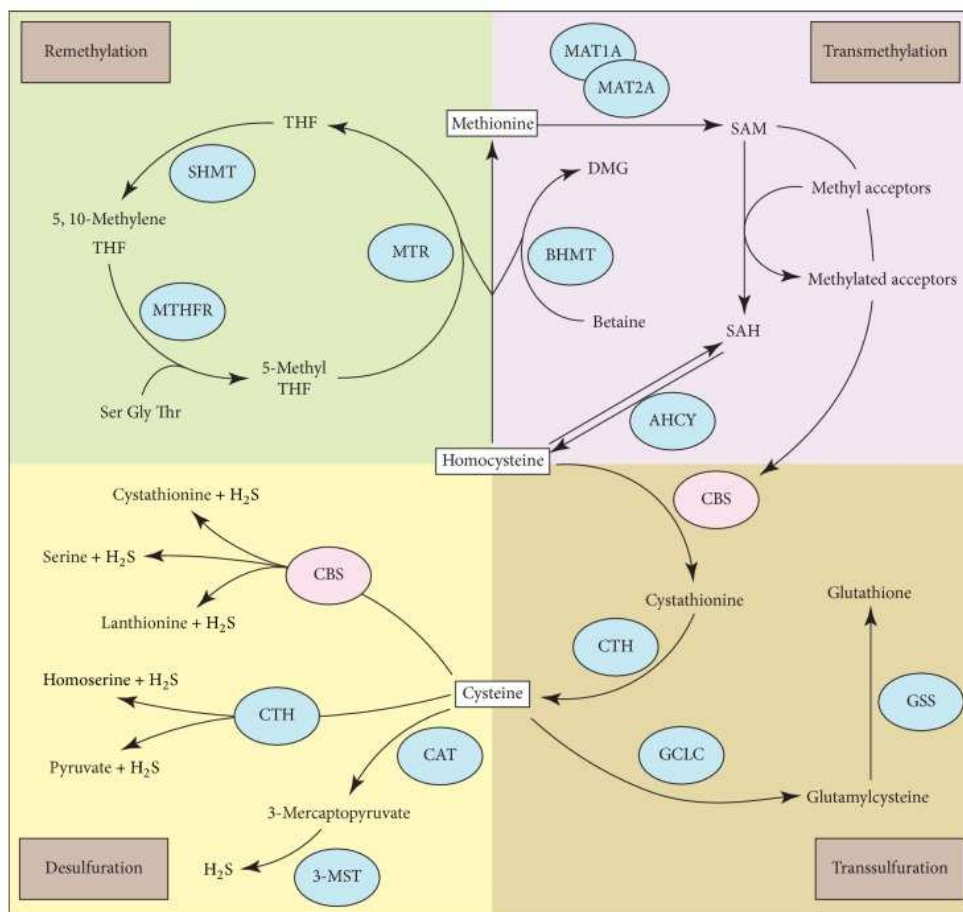 Remethylation
Transmethylation
MAT1A
MAT2A
THF
Methionine
SAM
SHMT
DMG
Methyl acceptors
5, 10-Methylene
THF
MTR
BHMT
Methylated acceptors
MTHFR
Betaine
SAH
5-Methyl
THF
Ser Gly Thr
AHCY
Homocysteine
CBS
Cystathionine + H₂S
Serine + H₂S
CBS
Lanthionine + H₂S
Cystathionine
Glutathione
CTH
Homoserine + H₂S
Cysteine
CTH
GSS
CAT
GCLC
Pyruvate + H₂S
3-Mercaptopyruvate
Glutamylcysteine
Desulfuration
H₂S
3-MST
Transsulfuration